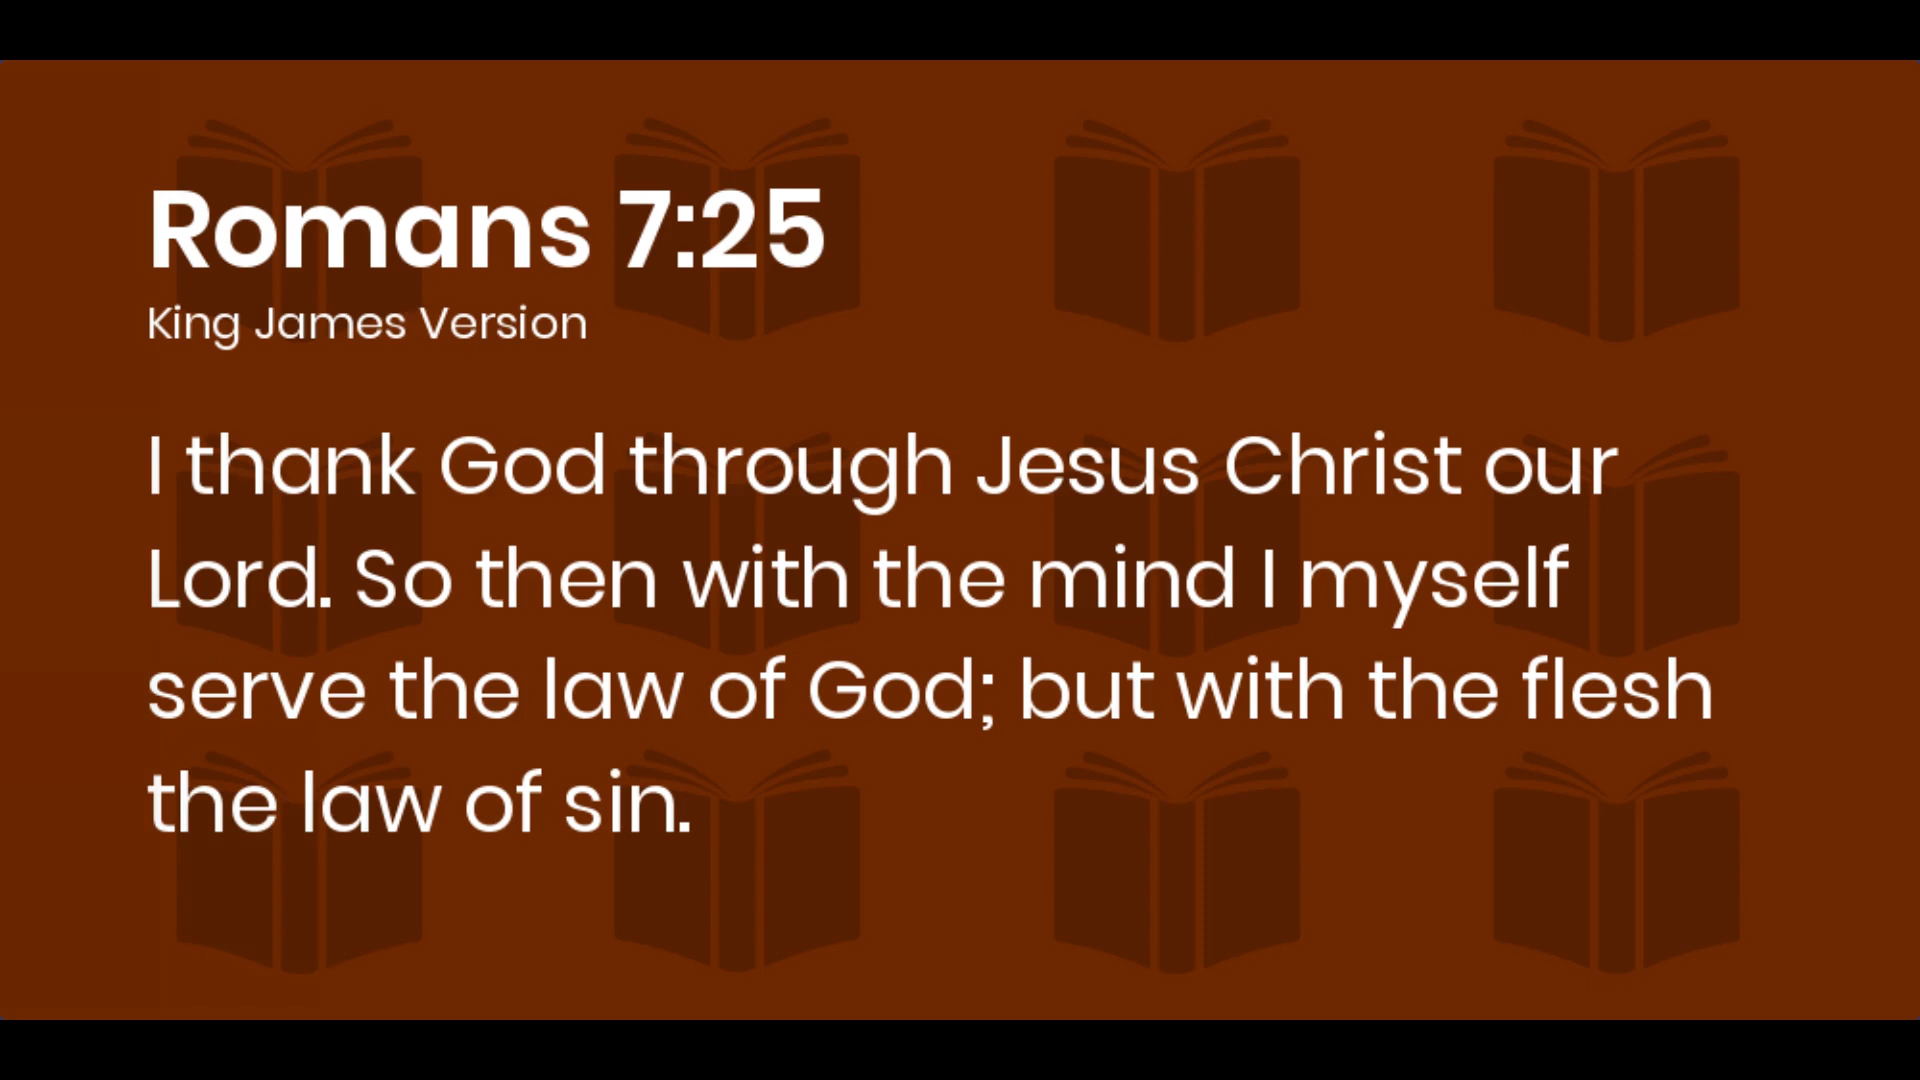 Romans 7:25
King James Version
I thank God through Jesus Christ our
Lord. So then with the mind I myself
serve the law of God; but with the flesh
the law of sin.